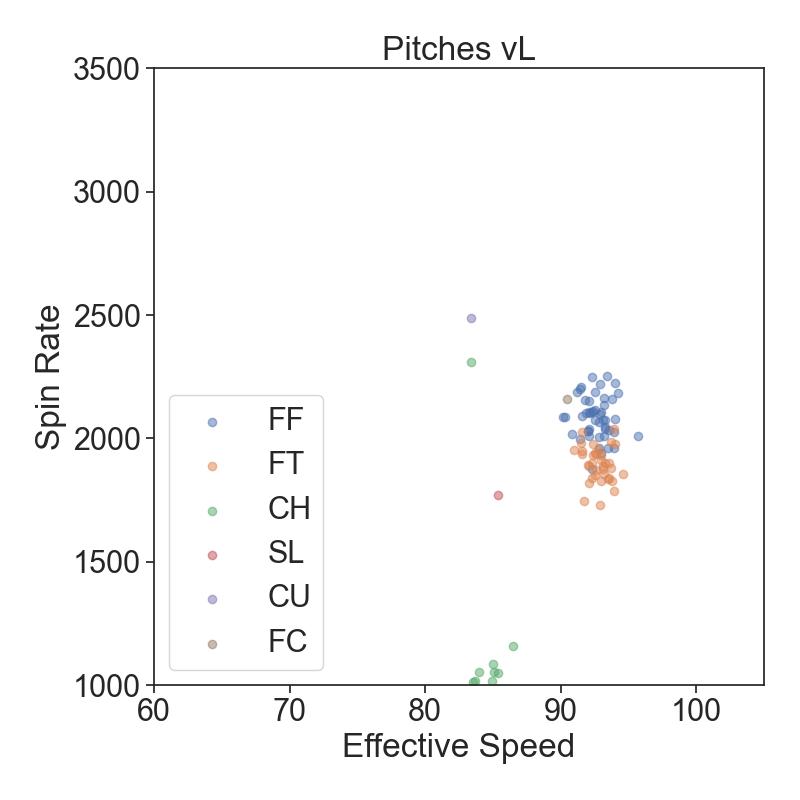 Pitches vL
3500
3000
2500
2000
1500
1000
Spin Rate
FF
FT
CH
SL
CU
FC
60 70 80 90 100
Effective Speed